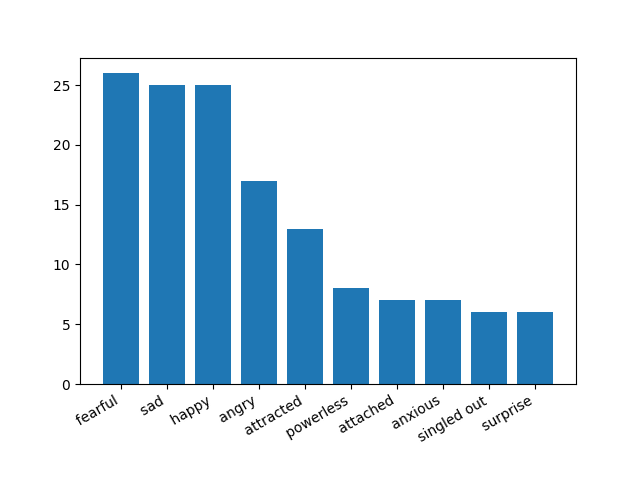 25
20
15
10
5
0
fearful
sad
happy
angry
attracted
powerless
attached
anxious
singled out
surprise